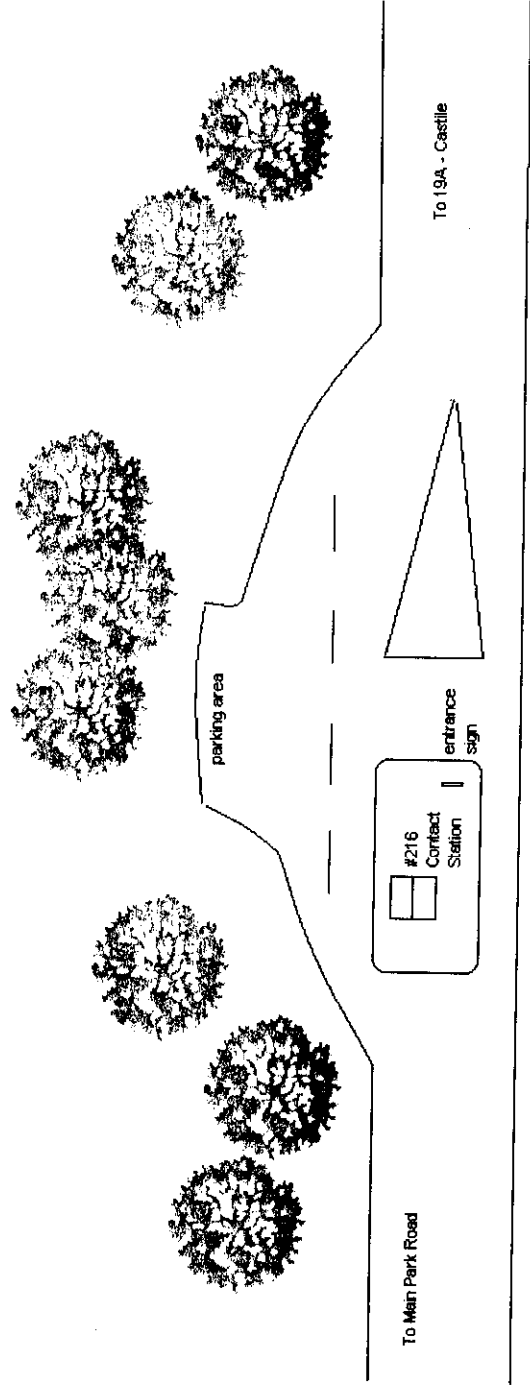 parking area
To 19A - Castile
entrance
sign
#216
Contact
Station
To Main Park Road